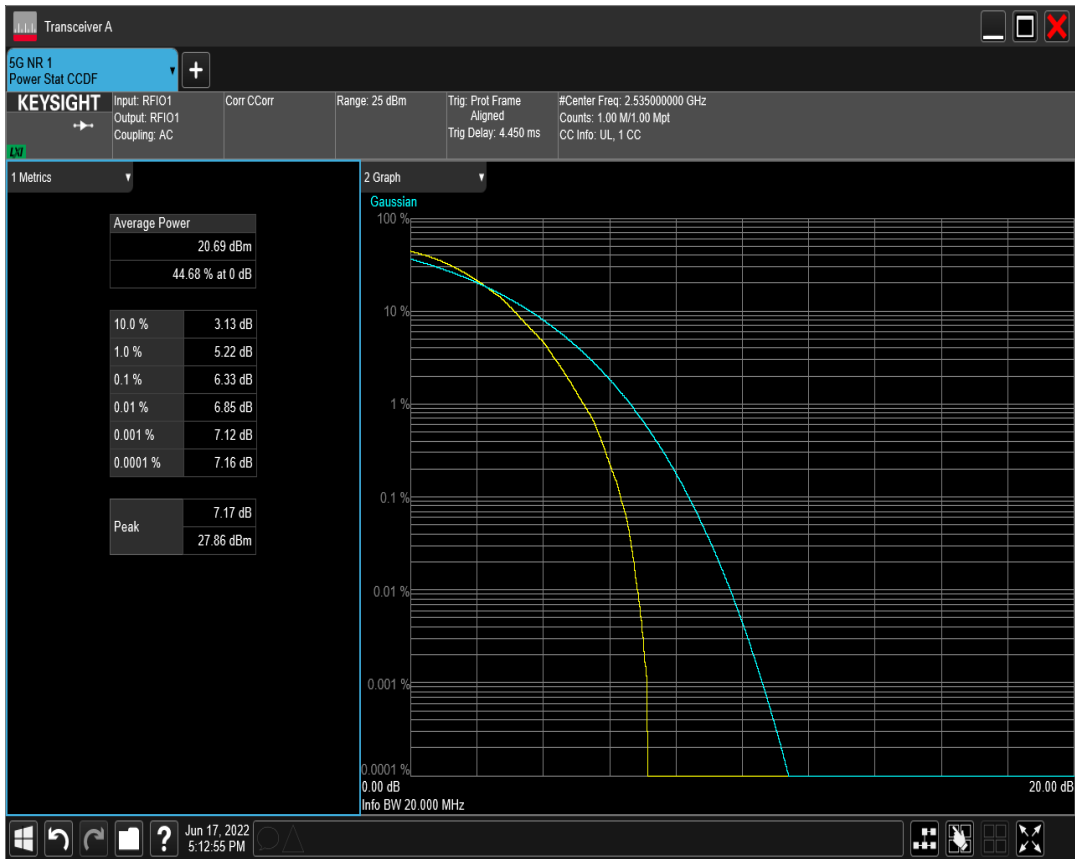 Transceiver A
5G NR 1
Power Stat CCDF
KEYSIGHT
LXI
Input: RFIO1
Output: RFIO1
Coupling: AC
Corr CCorr
Range: 25 dBm
Trig: Prot Frame
Aligned
Trig Delay: 4.450 ms
#Center Freq: 2.535000000 GHz
Counts: 1.00 M/1.00 Mpt
CC Info: UL, 1 CC
1 Metrics
Average Power
20.69 dBm
44.68 % at 0 dB
10.0 % 3.13 dB
1.0 % 5.22 dB
0.1 % 6.33 dB
0.01 % 6.85 dB
0.001 % 7.12 dB
0.0001 % 7.16 dB
Peak 7.17 dB
27.86 dBm
2 Graph
Gaussian
100 %
10 %
1 %
0.1 %
0.01 %
0.001 %
0.0001 %
0.00 dB 20.00 dB
Info BW 20.000 MHz
?
Jun 17, 2022
5:12:55 PM